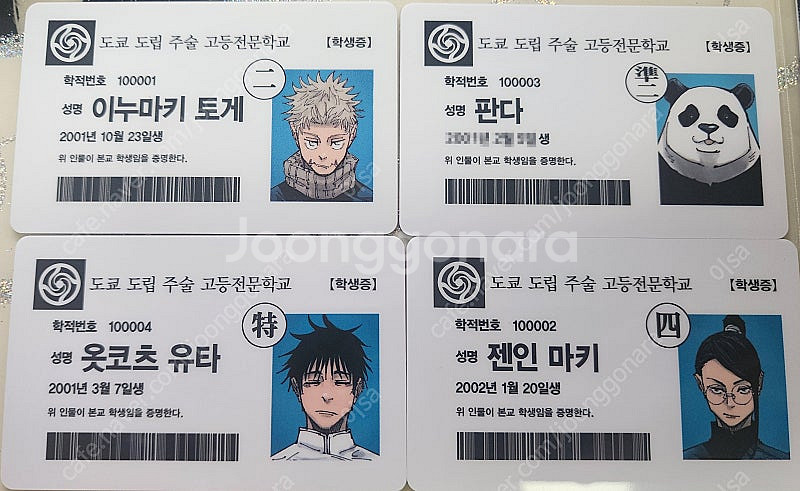 도쿄 도립 주술 고등전문학교 【학생증】
학적번호 100001
二
성명 이누마키 토게
2001년 10월 23일생
위 인물이 본교 학생임을 증명한다.
도쿄 도립 주술 고등전문학교 【학생증】
학적번호 100003
準二
성명 판다
생
위 인물이 본교 학생임을 증명한다.
Joonggonara
도쿄 도립 주술 고등전문학교 【학생증】
학적번호 100004
特
성명 옷코츠 유타
2001년 3월 7일생
위 인물이 본교 학생임을 증명한다.
도쿄 도립 주술 고등전문학교 【학생증】
학적번호 100002
四
성명 젠인 마키
2002년 1월 20일생
위 인물이 본교 학생임을 증명한다.